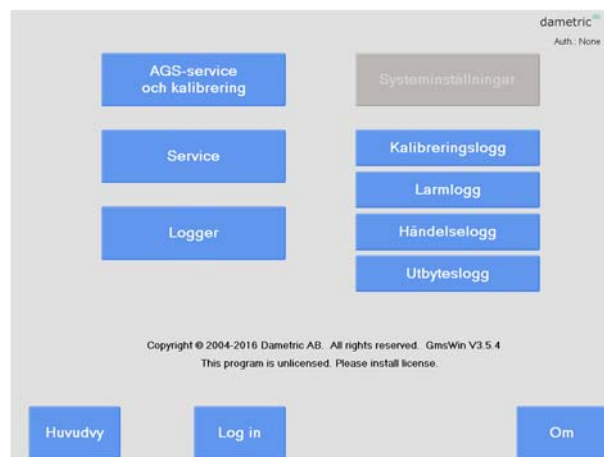 dametric
Auth.: None
AGS-service
och kalibrering
Systeminställningar
Service
Kalibreringslogg
Larmlogg
Logger
Händelselogg
Utbyteslogg
Copyright © 2004-2016 Dametric AB. All rights reserved. GmsWin V3.5.4
This program is unlicensed. Please install license.
Huvudvy
Log in
Om